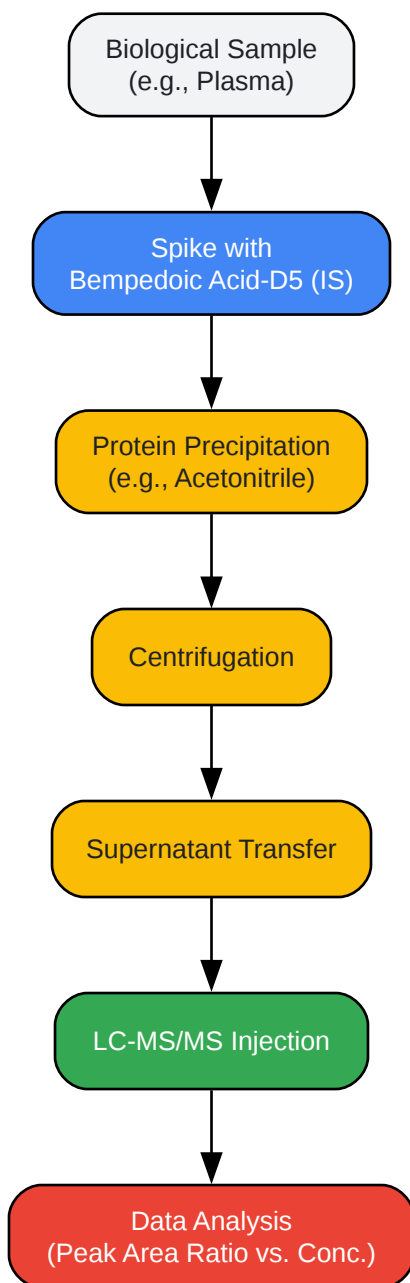 Biological Sample
(e.g., Plasma)
Spike with
Bempedoic Acid-D5 (IS)
Protein Precipitation
(e.g., Acetonitrile)
Centrifugation
Supernatant Transfer
LC-MS/MS Injection
Data Analysis
(Peak Area Ratio vs. Conc.)